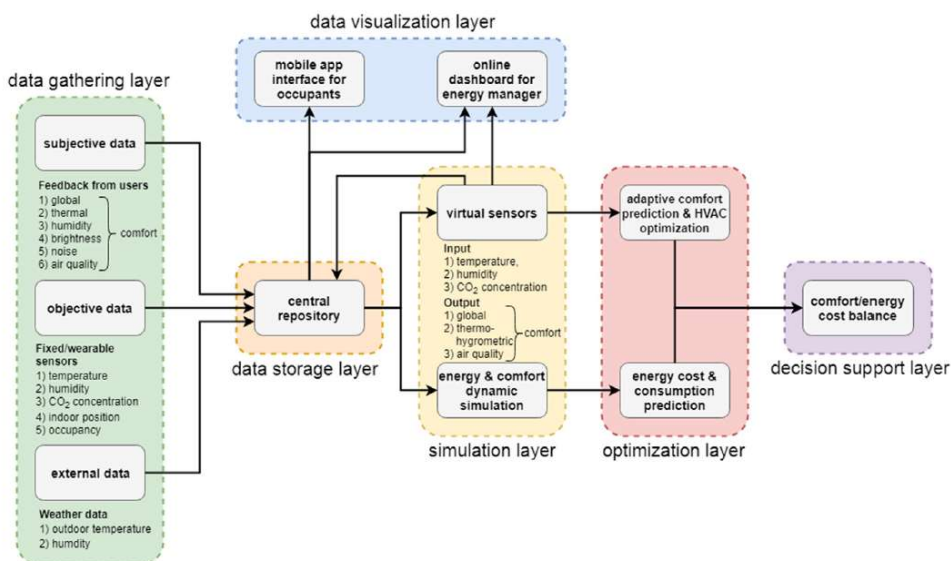 data visualization layer
mobile app
interface for
occupants
online
dashboard for
energy manager
data gathering layer
subjective data
Feedback from users
1) global
2) thermal
3) humidity
4) brightness
5) noise
6) air quality
comfort
objective data
Fixed/wearable
sensors
1) temperature
2) humidity
3) CO₂ concentration
4) indoor position
5) occupancy
external data
Weather data
1) outdoor temperature
2) humdity
central
repository
data storage layer
virtual sensors
Input
1) temperature,
2) humidity
3) CO₂ concentration
Output
1) global
2) thermo-
hygrometric
3) air quality
comfort
energy & comfort
dynamic
simulation
simulation layer
adaptive comfort
prediction & HVAC
optimization
energy cost &
consumption
prediction
optimization layer
comfort/energy
cost balance
decision support layer